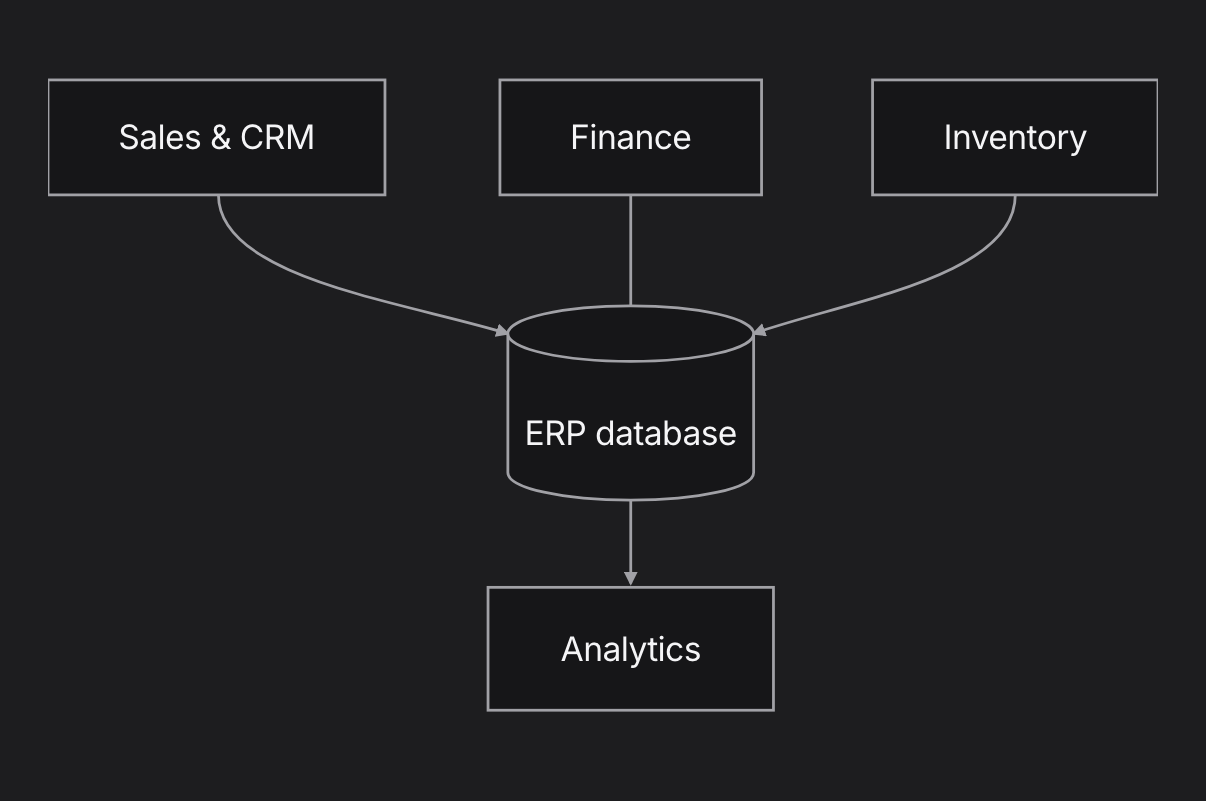 Sales & CRM
Finance
Inventory
ERP database
Analytics